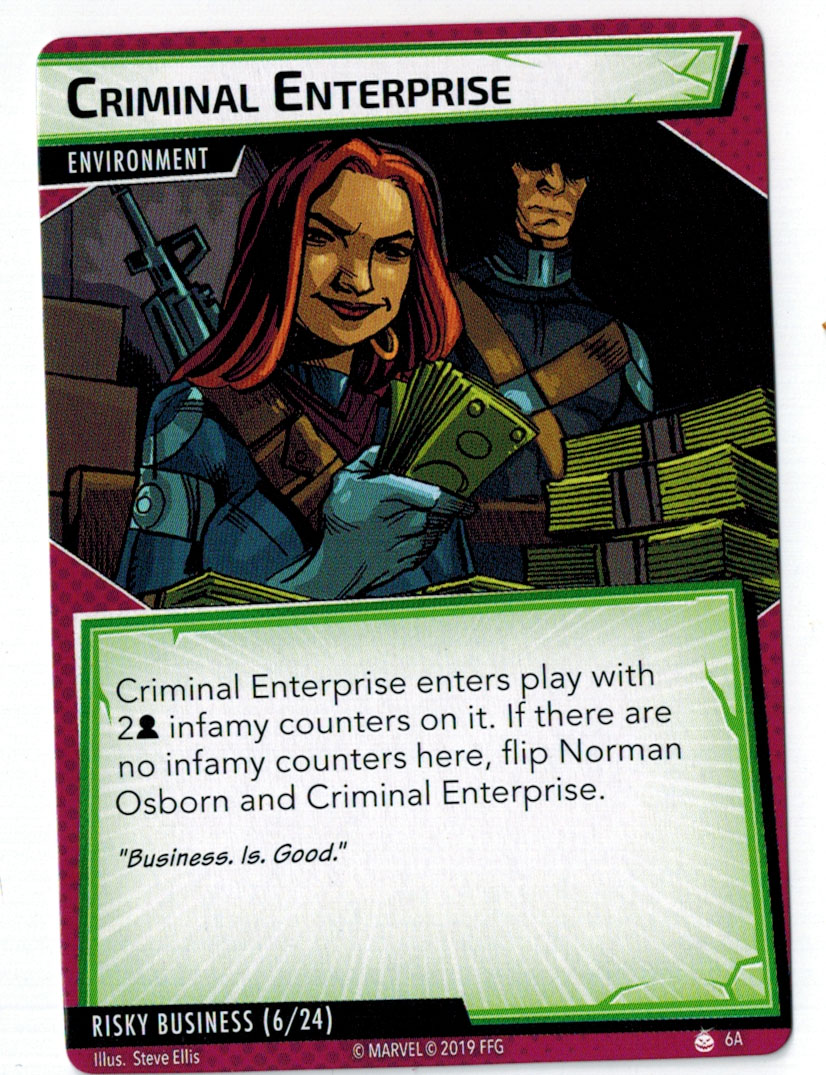 CRIMINAL ENTERPRISE
ENVIRONMENT
Criminal Enterprise enters play with
2👤 infamy counters on it. If there are
no infamy counters here, flip Norman
Osborn and Criminal Enterprise.
"Business. Is. Good."
RISKY BUSINESS (6/24)
Illus. Steve Ellis
© MARVEL © 2019 FFG
6A